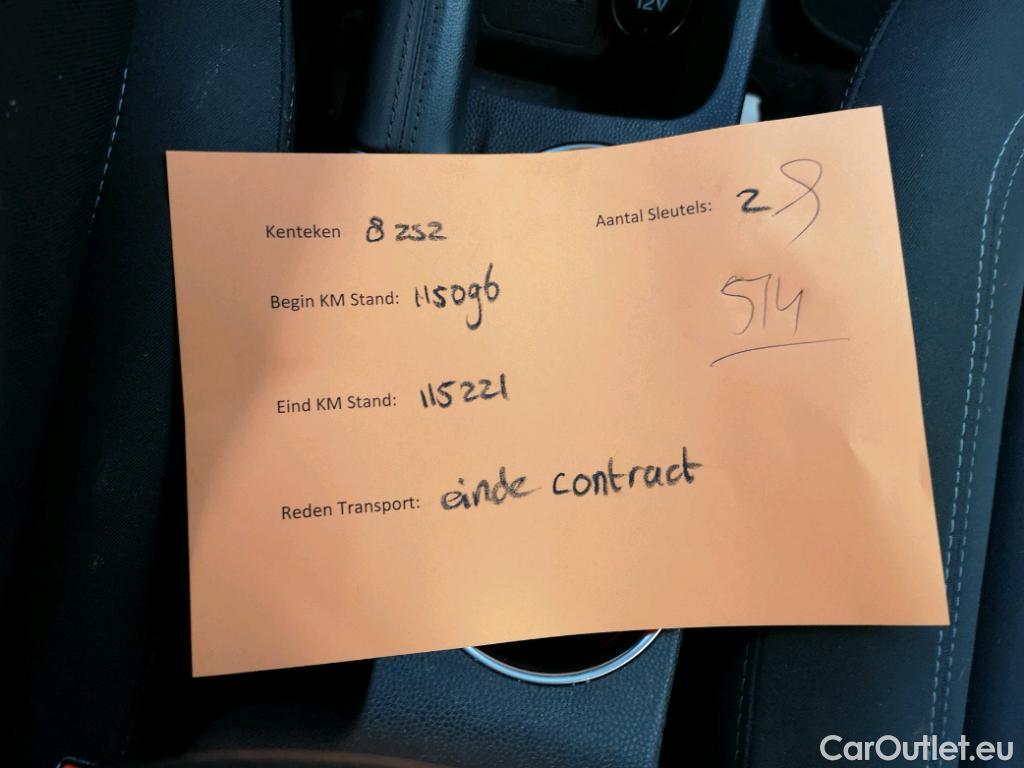 12V
Kenteken 8 ZSZ
Aantal Sleutels: 2
Begin KM Stand: 115096
514
Eind KM Stand: 115221
Reden Transport: einde contract
CarOutlet.eu